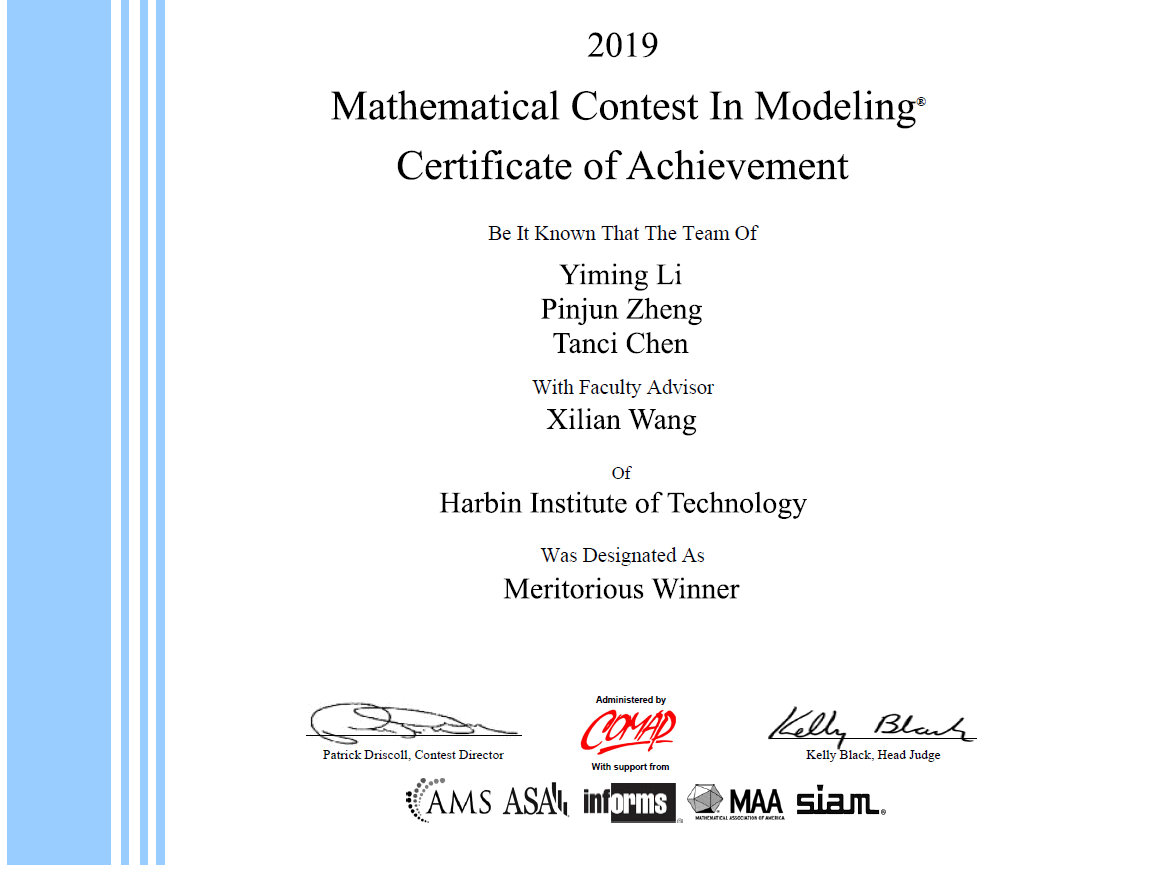 2019
Mathematical Contest In Modeling®
Certificate of Achievement
Be It Known That The Team Of
Yiming Li
Pinjun Zheng
Tanci Chen
With Faculty Advisor
Xilian Wang
Of
Harbin Institute of Technology
Was Designated As
Meritorious Winner
Administered by
COMAP
Kelly Black
Patrick Driscoll, Contest Director
Kelly Black, Head Judge
With support from
AMS ASA informs MAA siam®
MATHEMATICAL ASSOCIATION OF AMERICA